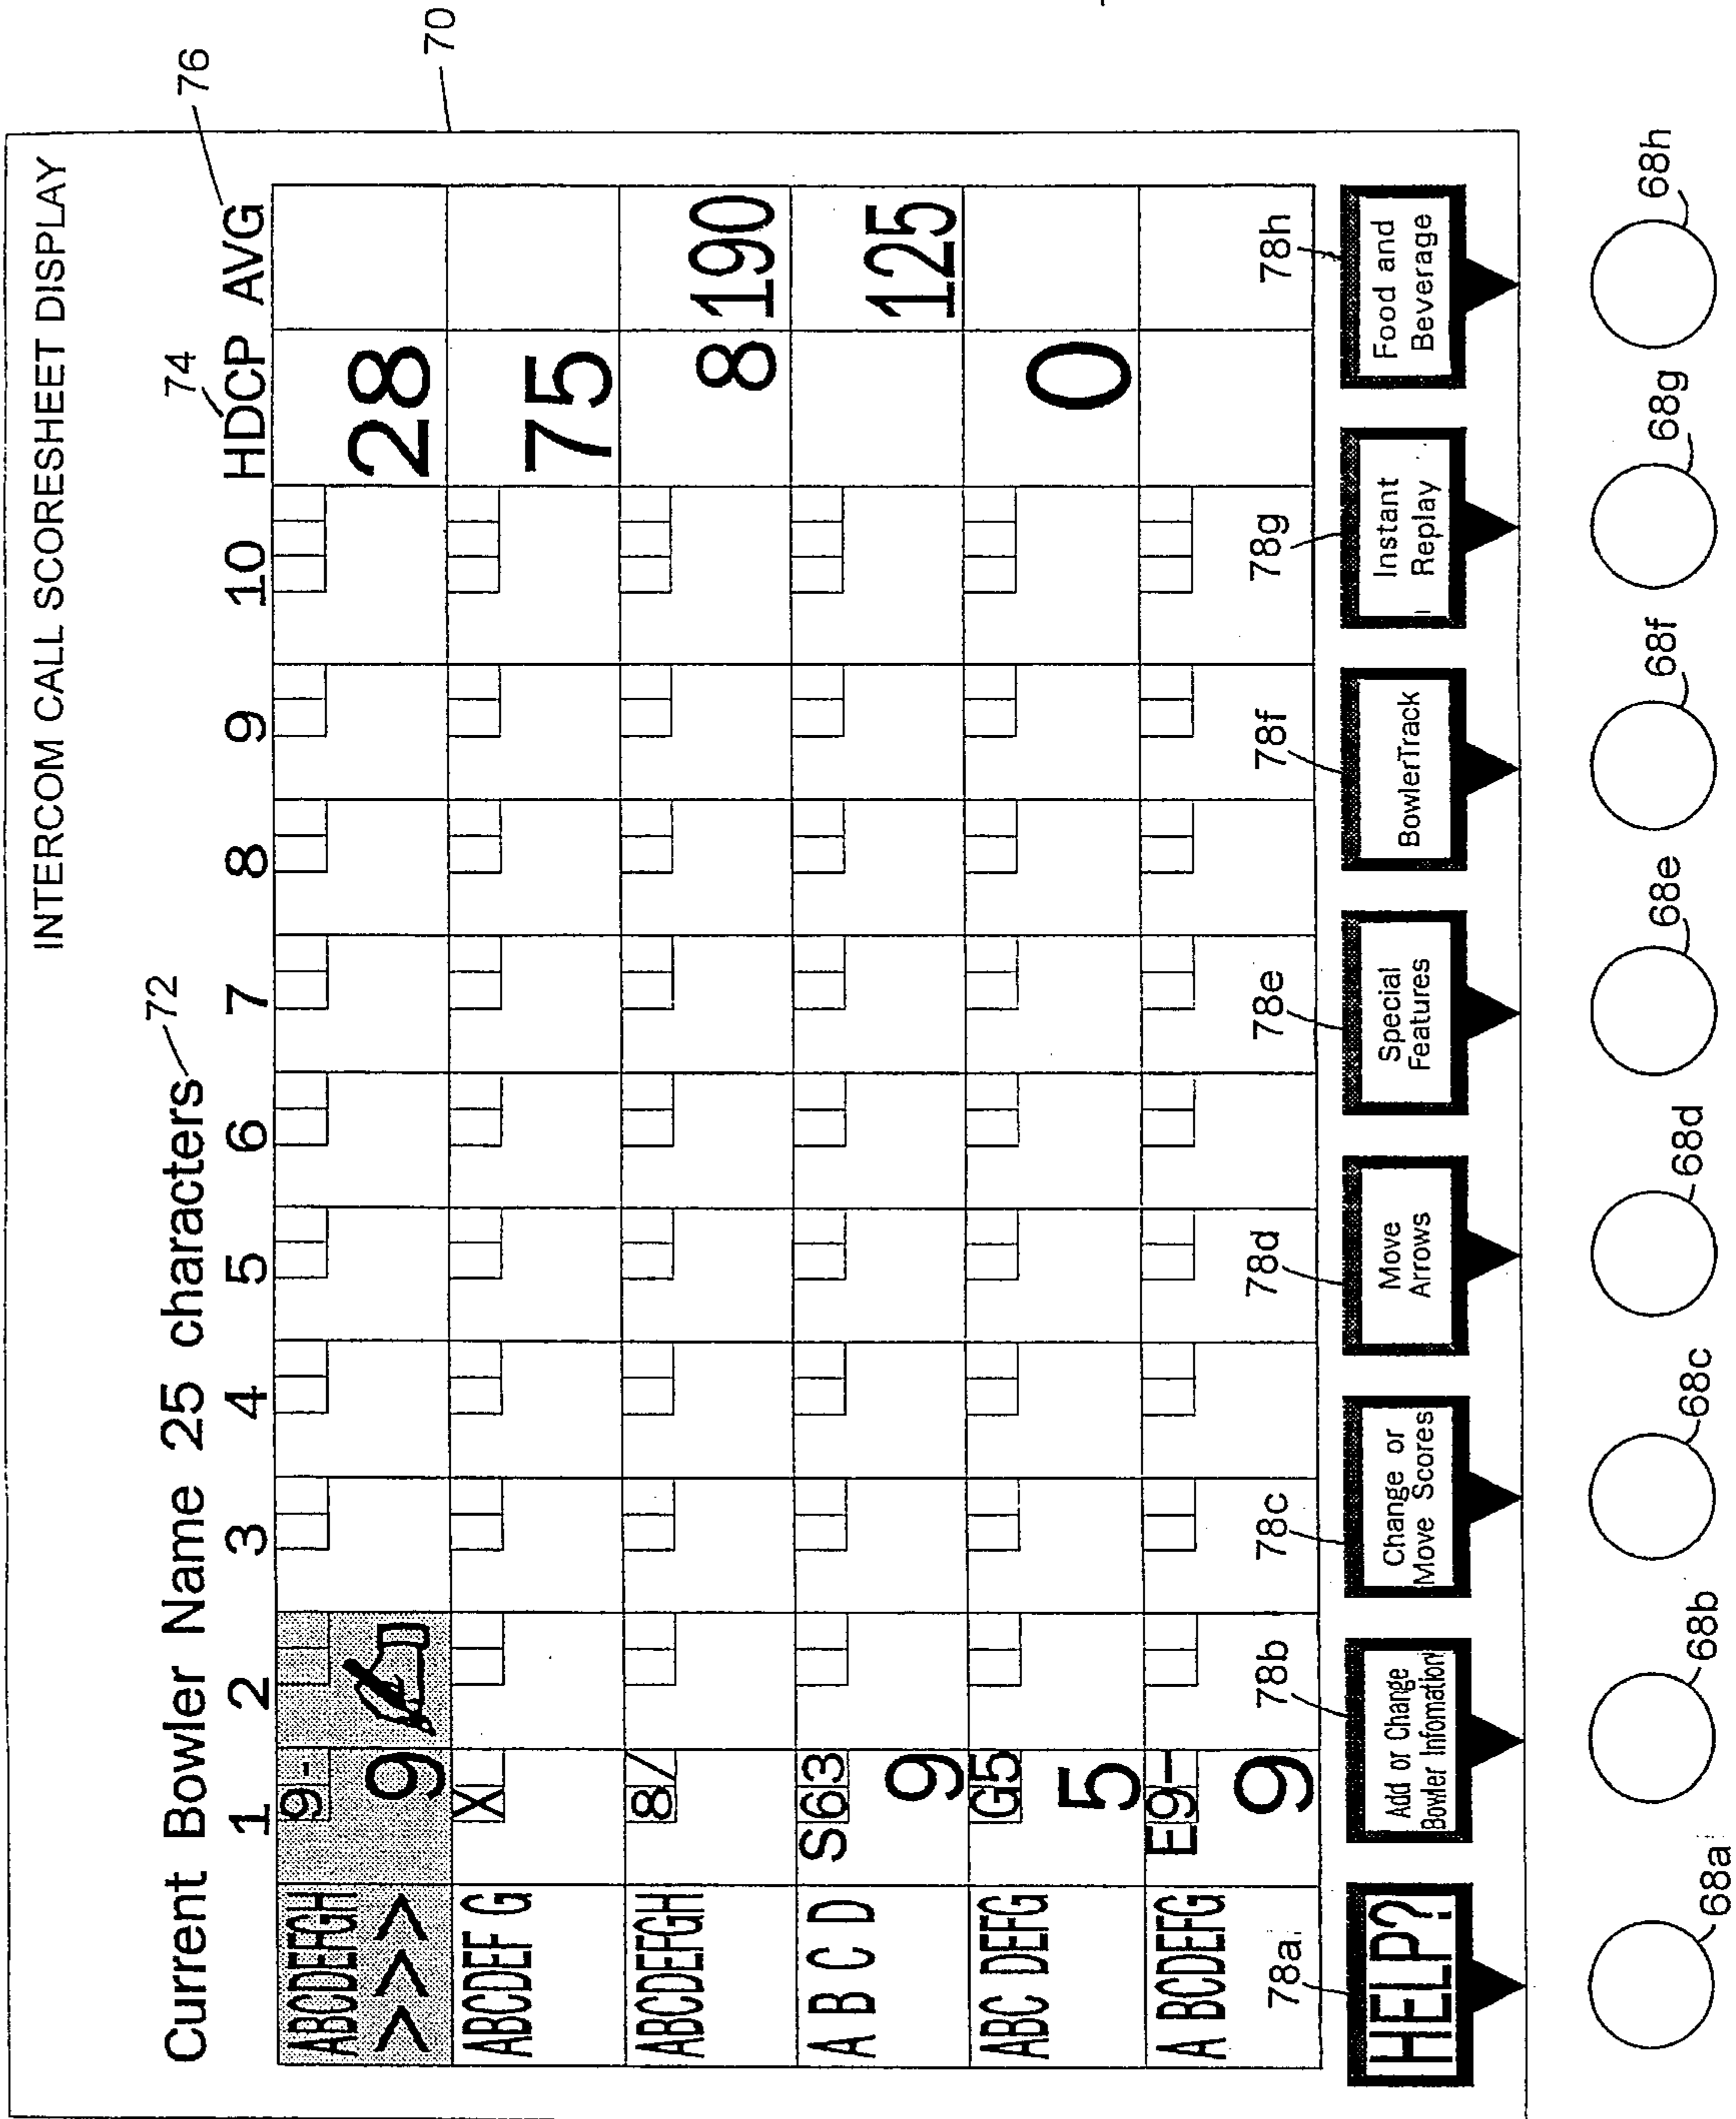 INTERCOM CALL SCORESHEET DISPLAY
76
70
Current Bowler Name 25 characters 72
74
1 2 3 4 5 6 7 8 9 10 HDCP AVG
ABCDEFGH 9-
>>> 9 28
ABCDEF G X
75
ABCDEFGH 8/
8 190
A B C D S 63
9 125
ABC DEFG G5
5 0
A BCDEFG E 9-
9
78a 78b 78c 78d 78e 78f 78g 78h
HELP?
Add or Change
Bowler Infomation
Change or
Move Scores
Move
Arrows
Special
Features
BowlerTrack
Instant
Replay
Food and
Beverage
68a 68b 68c 68d 68e 68f 68g 68h